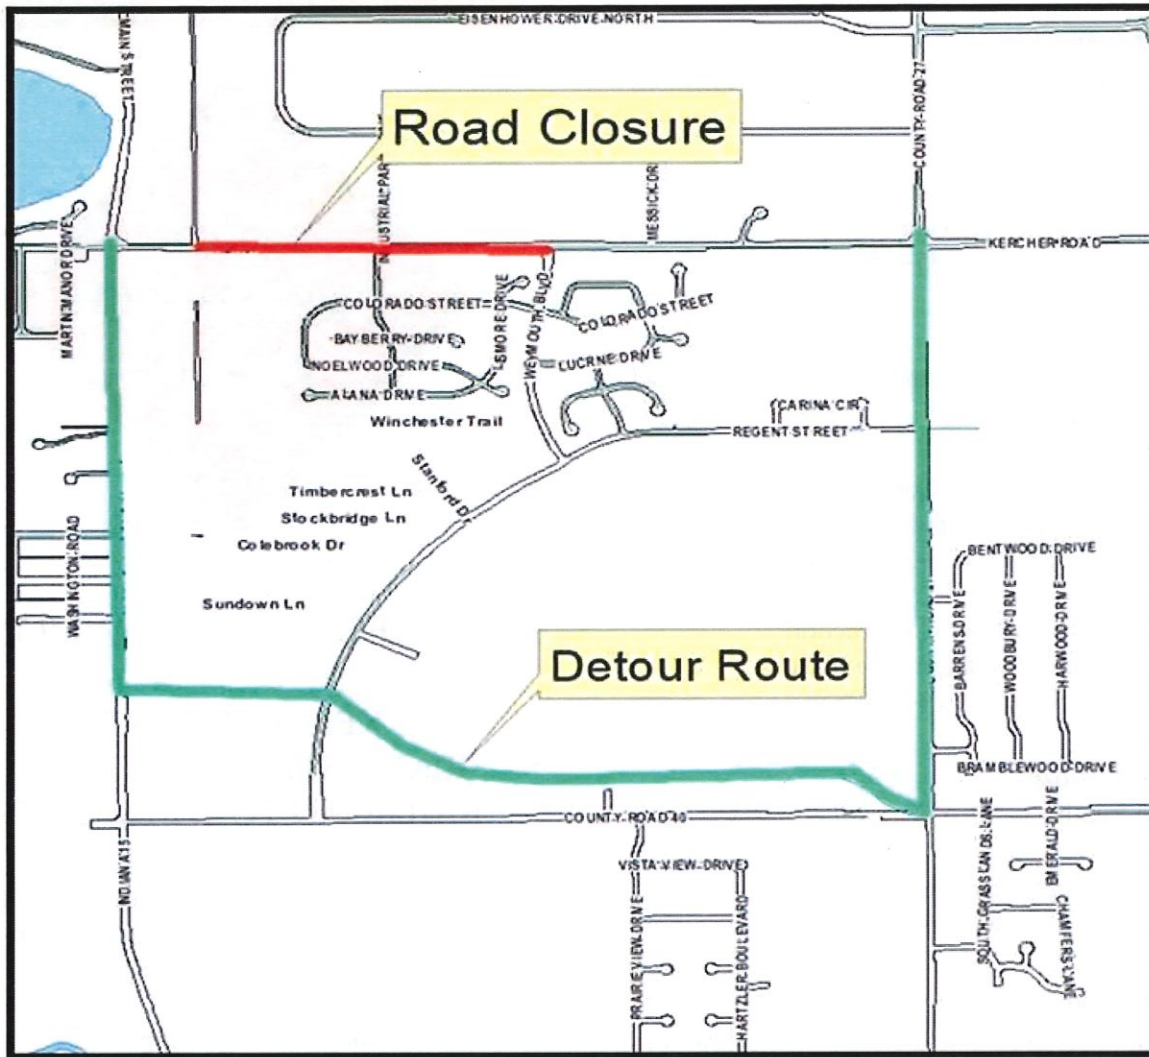 EISENHOWER DRIVE NORTH
MAIN STREET
COUNTY ROAD 27
Road Closure
INDUSTRIAL PAR
MESSICK DR
KERCHER ROAD
MARTIN MANOR DRIVE
COLORADO STREET
COLORADO STREET
WEYMOUTH BLVD
BAYBERRY DRIVE
NOELWOOD DRIVE
LUCRNE DRIVE
ALANA DRIVE
CARINA CIR
Winchester Trail
REGENT STREET
Stanford D
Timbercrest Ln
Stockbridge Ln
Colebrook Dr
WASHINGTON ROAD
BENTWOOD DRIVE
Sundown Ln
BARRENS DRIVE
WOODBURY DRIVE
HARWOOD DRIVE
Detour Route
BRAMBLEWOOD DRIVE
COUNTY ROAD 40
INDIANA 15
VISTA VIEW DRIVE
SOUTH GRASSLANDS LANE
EMERALD DRIVE
PRAIRIE VIEW DRIVE
HARTZLER BOULEVARD
CHAMFERS LANE